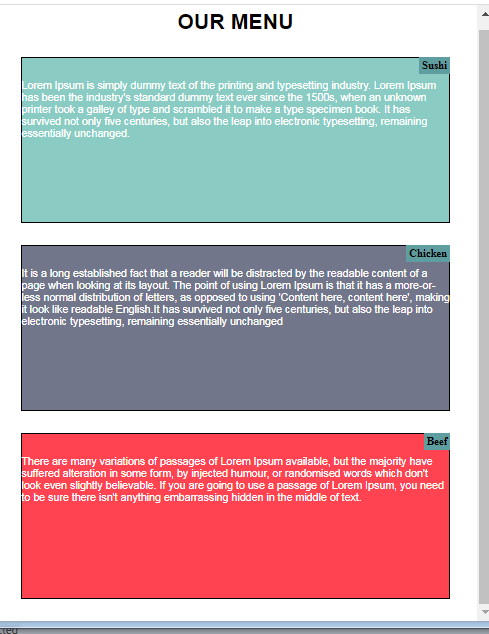 OUR MENU
Sushi
Lorem Ipsum is simply dummy text of the printing and typesetting industry. Lorem Ipsum
has been the industry's standard dummy text ever since the 1500s, when an unknown
printer took a galley of type and scrambled it to make a type specimen book. It has
survived not only five centuries, but also the leap into electronic typesetting, remaining
essentially unchanged.
Chicken
It is a long established fact that a reader will be distracted by the readable content of a
page when looking at its layout. The point of using Lorem Ipsum is that it has a more-or-
less normal distribution of letters, as opposed to using 'Content here, content here', making
it look like readable English.It has survived not only five centuries, but also the leap into
electronic typesetting, remaining essentially unchanged
Beef
There are many variations of passages of Lorem Ipsum available, but the majority have
suffered alteration in some form, by injected humour, or randomised words which don't
look even slightly believable. If you are going to use a passage of Lorem Ipsum, you need
to be sure there isn't anything embarrassing hidden in the middle of text.